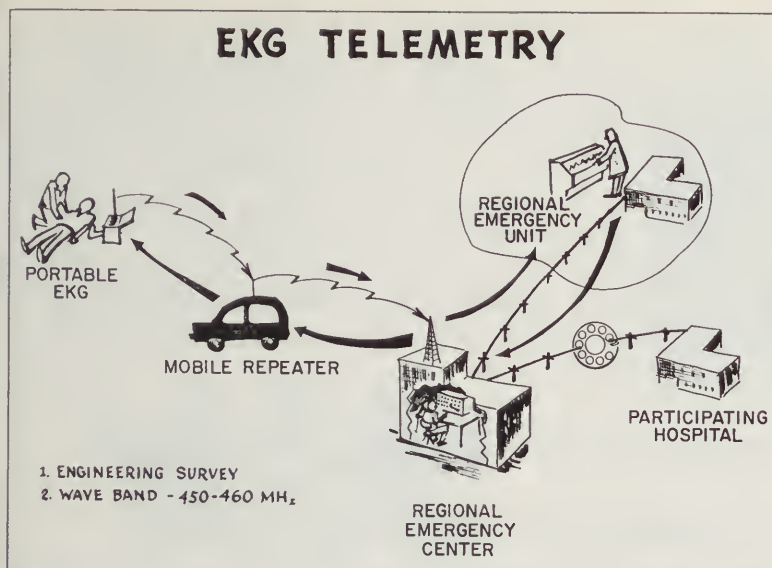 EKG TELEMETRY
PORTABLE
EKG
MOBILE REPEATER
REGIONAL
EMERGENCY
UNIT
PARTICIPATING
HOSPITAL
1. ENGINEERING SURVEY
2. WAVE BAND - 450-460 MHz
REGIONAL
EMERGENCY
CENTER